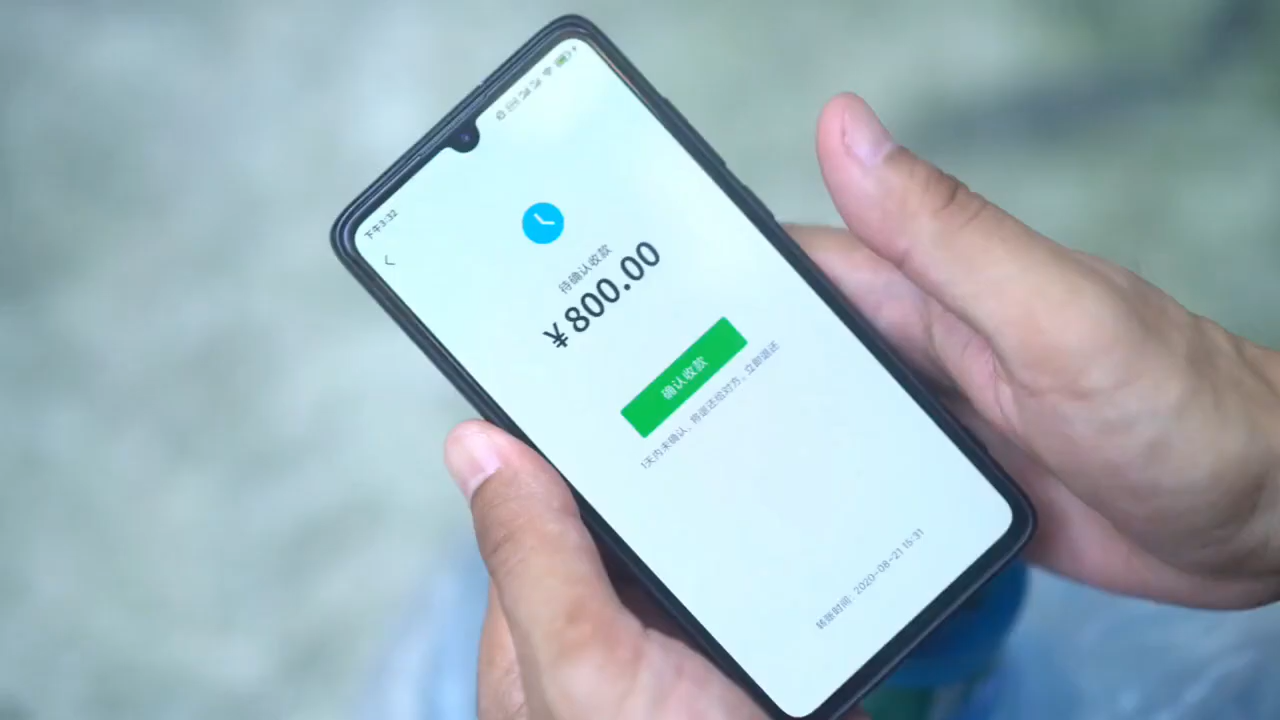 下午3:32
待确认收款
¥800.00
确认收款
1天内未确认，将退还给对方。立即退还
转账时间：2020-08-21 15:31